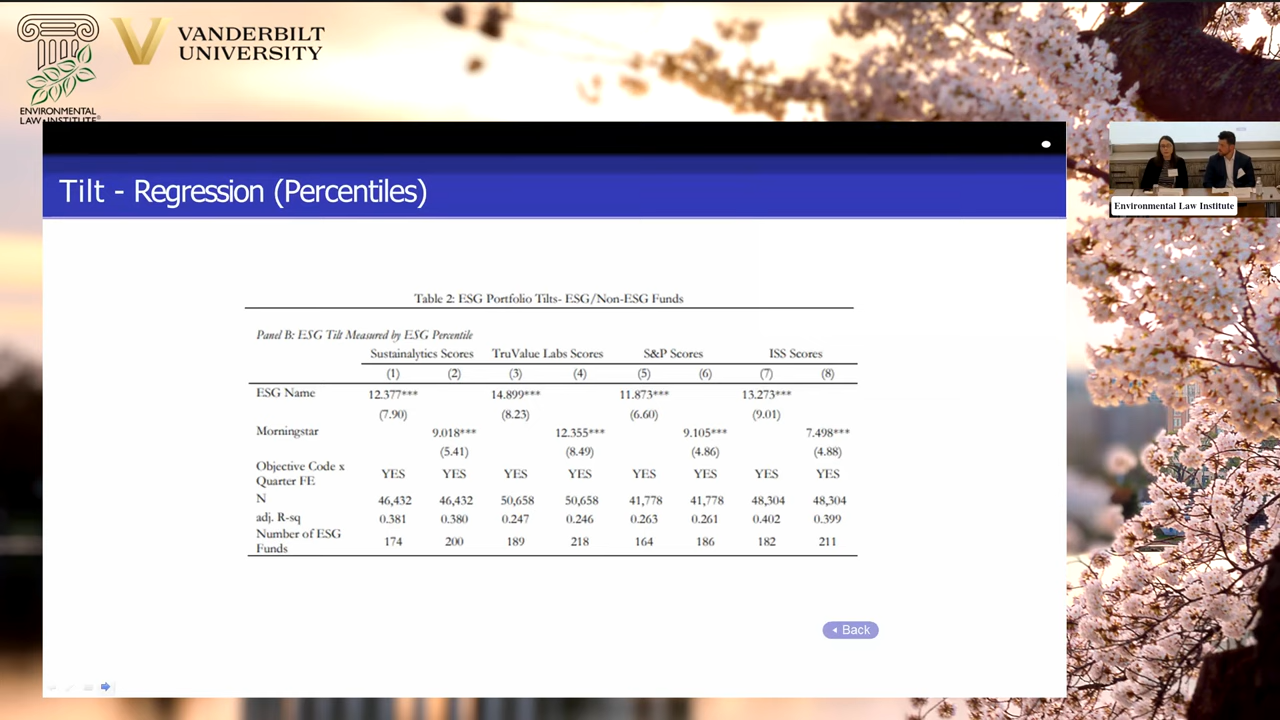 ENVIRONMENTAL
LAW•INSTITUTE®
VANDERBILT
UNIVERSITY
Tilt - Regression (Percentiles)
Environmental Law Institute
Table 2: ESG Portfolio Tilts- ESG/Non-ESG Funds
Panel B: ESG Tilt Measured by ESG Percentile
Sustainalytics Scores TruValue Labs Scores S&P Scores ISS Scores
(1) (2) (3) (4) (5) (6) (7) (8)
ESG Name 12.377*** 14.899*** 11.873*** 13.273***
(7.90) (8.23) (6.60) (9.01)
Morningstar 9.018*** 12.355*** 9.105*** 7.498***
(5.41) (8.49) (4.86) (4.88)
Objective Code x
Quarter FE YES YES YES YES YES YES YES YES
N 46,432 46,432 50,658 50,658 41,778 41,778 48,304 48,304
adj. R-sq 0.381 0.380 0.247 0.246 0.263 0.261 0.402 0.399
Number of ESG
Funds 174 200 189 218 164 186 182 211
Back